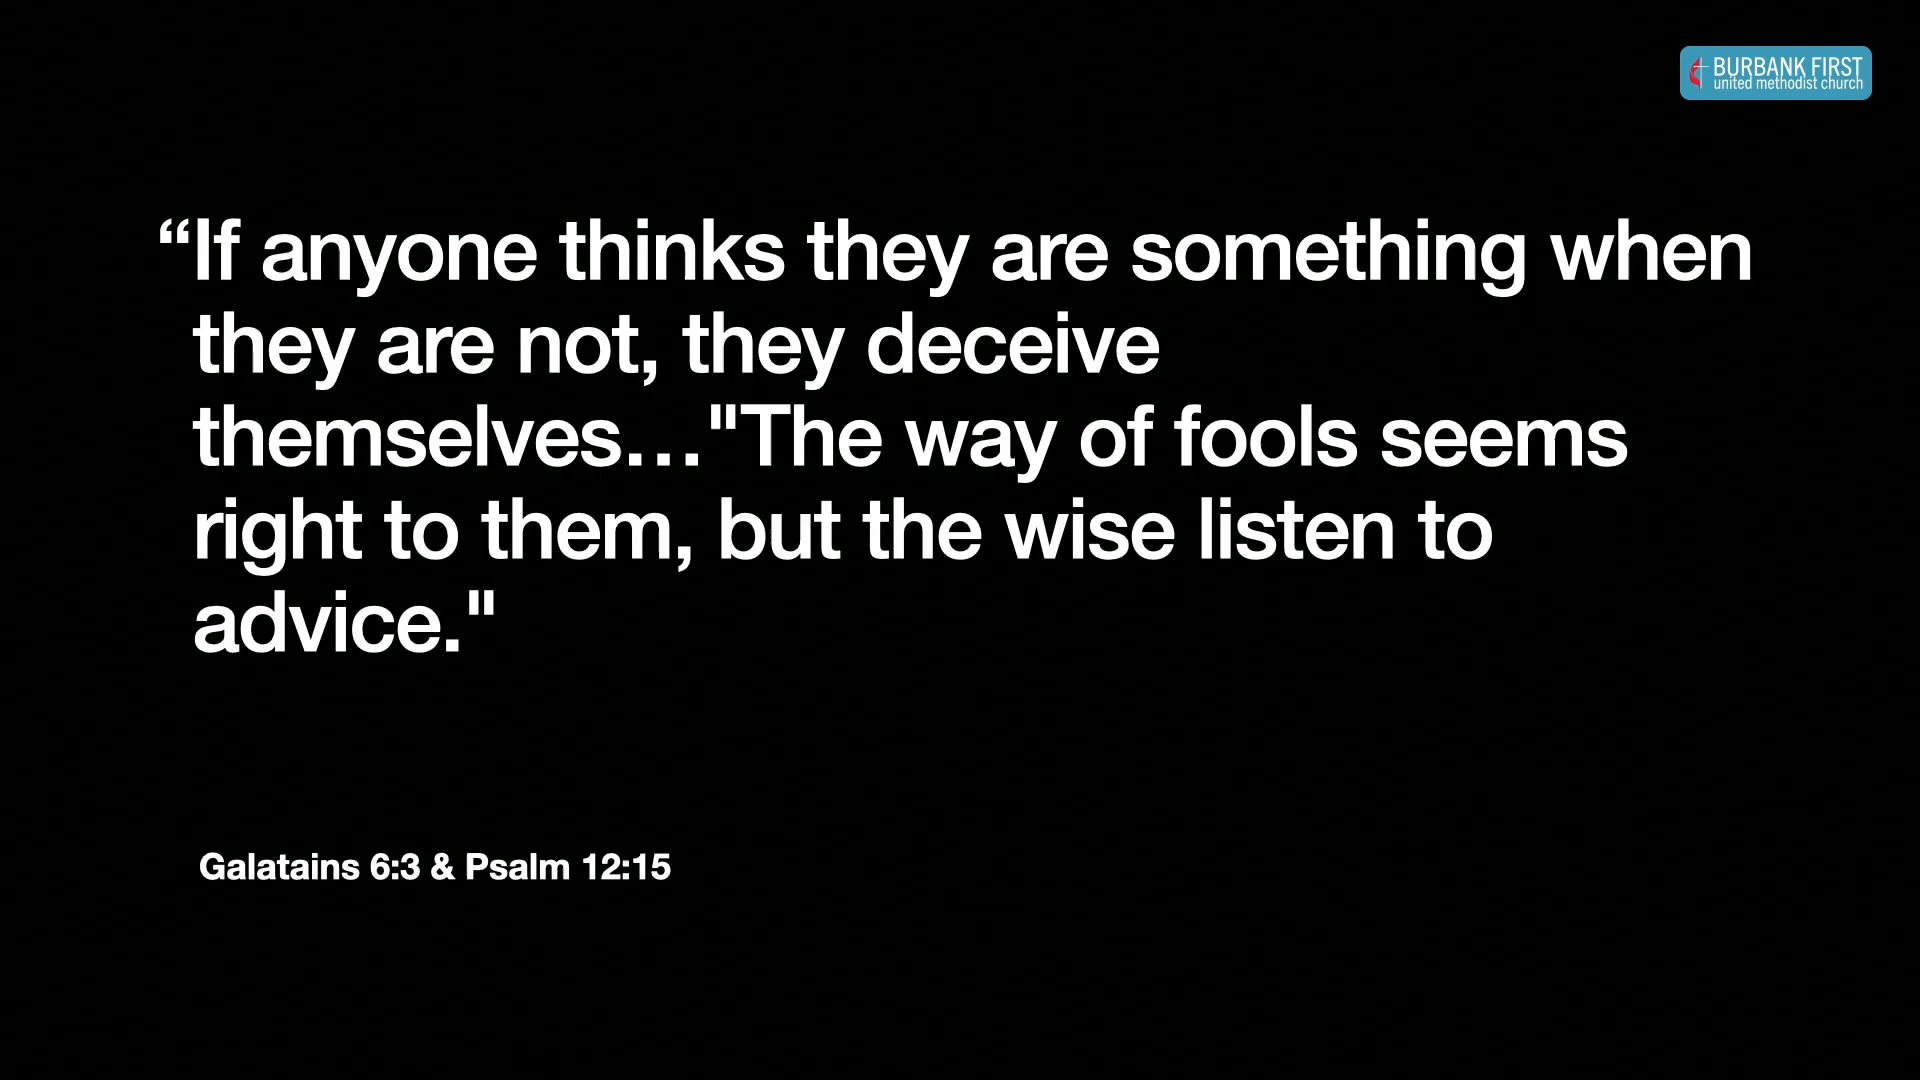 BURBANK FIRST
united methodist church
“If anyone thinks they are something when
they are not, they deceive
themselves…"The way of fools seems
right to them, but the wise listen to
advice."
Galatains 6:3 & Psalm 12:15